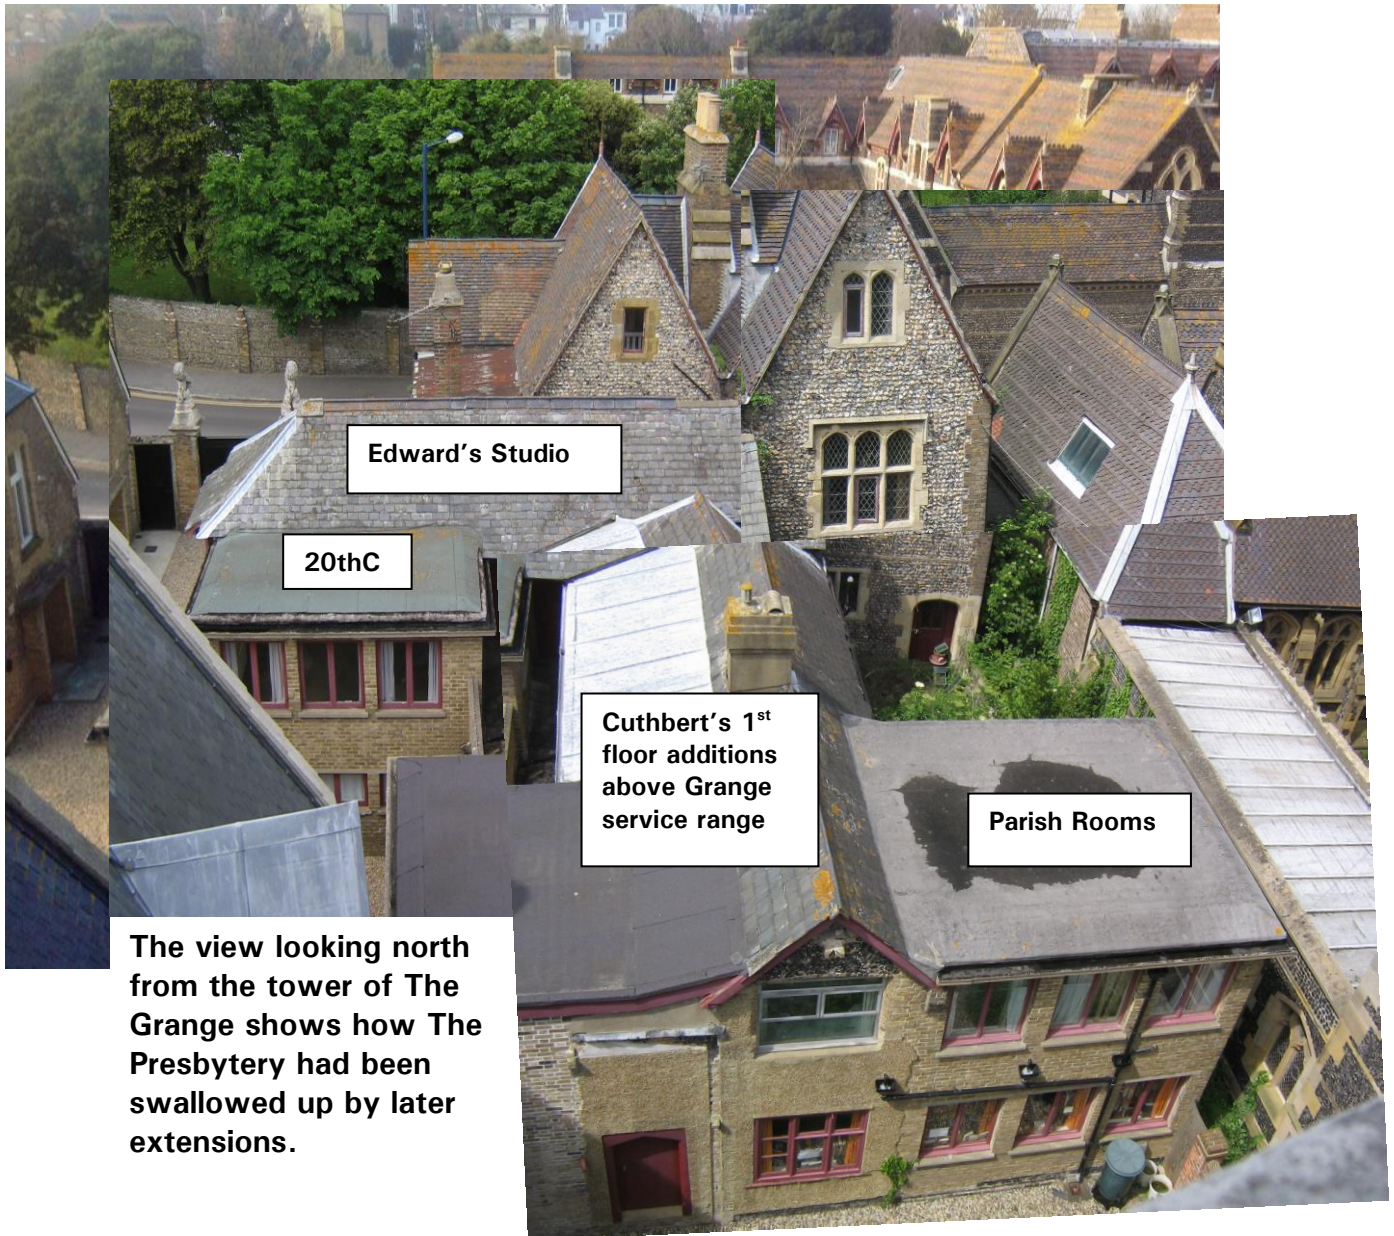 Edward's Studio
20thC
Cuthbert's 1st
floor additions
above Grange
service range
Parish Rooms
The view looking north
from the tower of The
Grange shows how The
Presbytery had been
swallowed up by later
extensions.